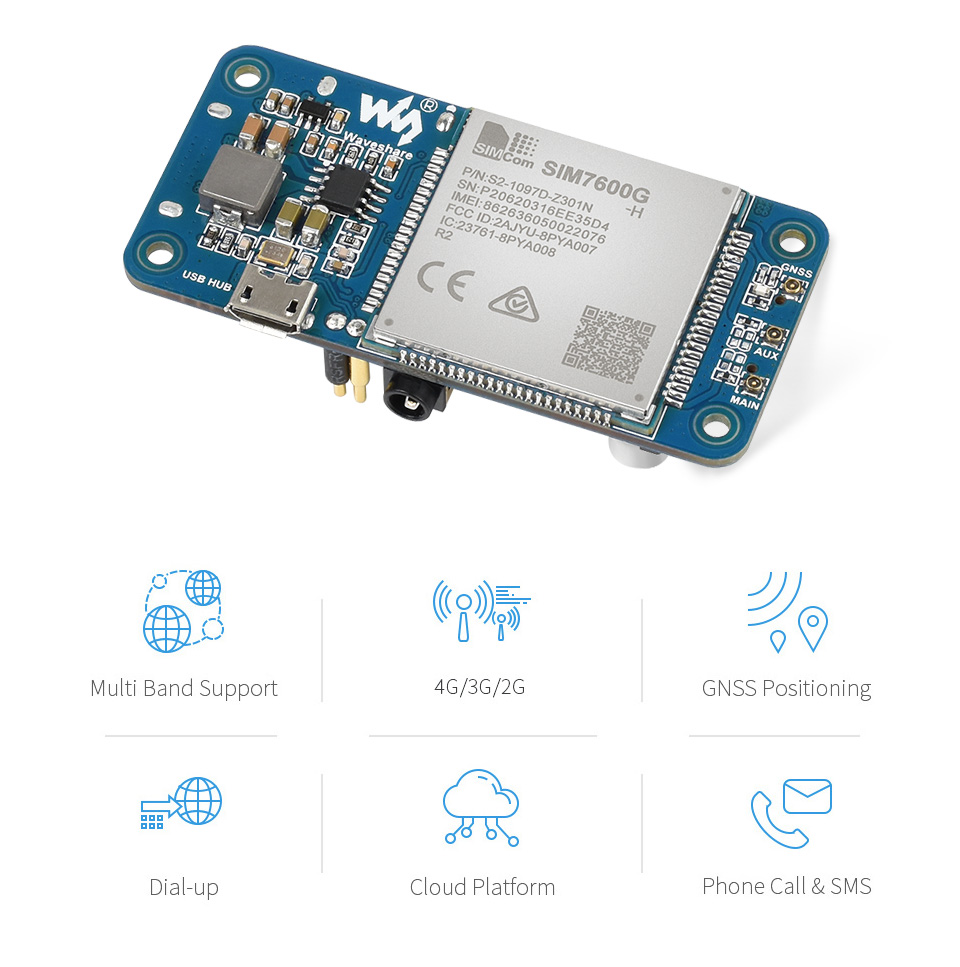 ®
Waveshare
SIMCom
SIM7600G
-H
P/N:S2-1097D-Z301N
SN:P20620316EE35D4
IMEI:862636050022076
FCC ID:2AJYU-8PYA007
IC:23761-8PYA008
R2
CE
USB HUB
GNSS
AUX
MAIN
Multi Band Support
4G/3G/2G
GNSS Positioning
Dial-up
Cloud Platform
Phone Call & SMS